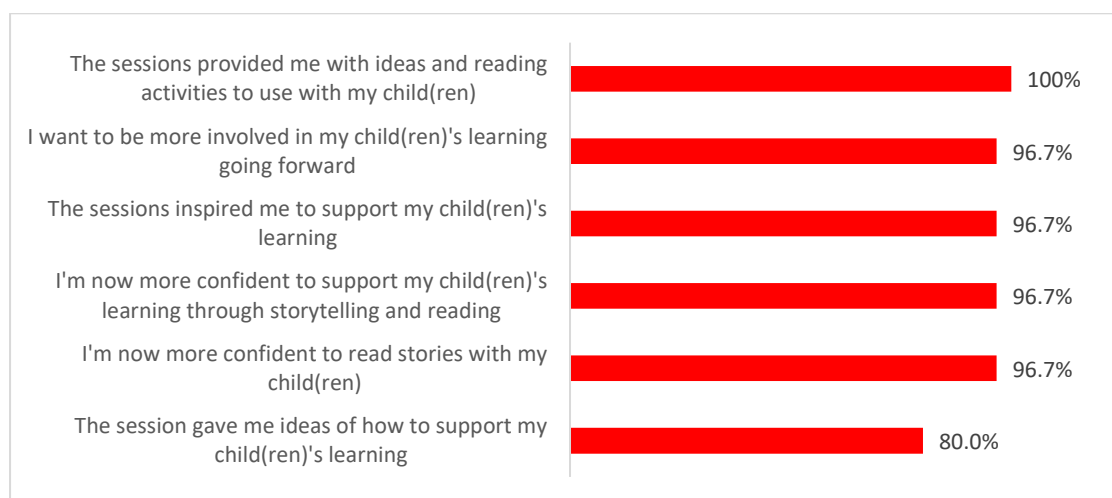 The sessions provided me with ideas and reading
activities to use with my child(ren)
100%
I want to be more involved in my child(ren)'s learning
going forward
96.7%
The sessions inspired me to support my child(ren)'s
learning
96.7%
I'm now more confident to support my child(ren)'s
learning through storytelling and reading
96.7%
I'm now more confident to read stories with my
child(ren)
96.7%
The session gave me ideas of how to support my
child(ren)'s learning
80.0%